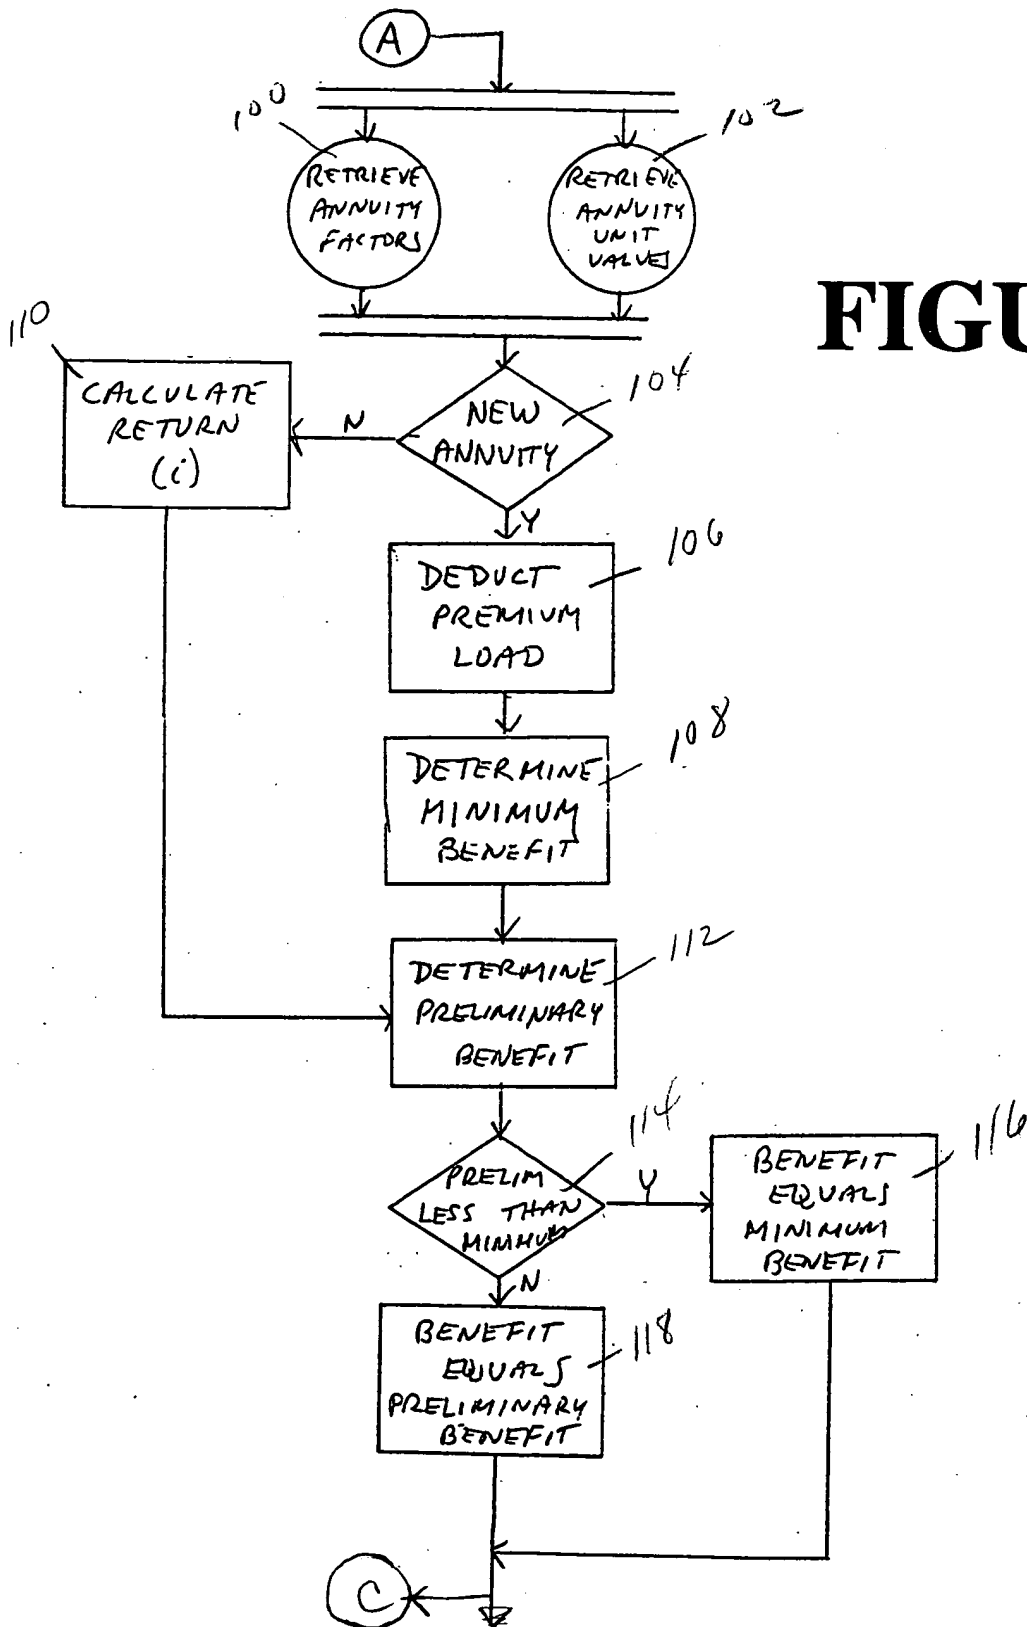 A
100
102
RETRIEVE
ANNUITY
FACTORS
RETRIEVE
ANNUITY
UNIT
VALUES
FIGU
110
104
CALCULATE
RETURN
(i)
N
NEW
ANNUITY
Y
106
DEDUCT
PREMIUM
LOAD
108
DETERMINE
MINIMUM
BENEFIT
112
DETERMINE
PRELIMINARY
BENEFIT
114
116
PRELIM
LESS THAN
MINIMUM
Y
BENEFIT
EQUALS
MINIMUM
BENEFIT
N
118
BENEFIT
EQUALS
PRELIMINARY
BENEFIT
C